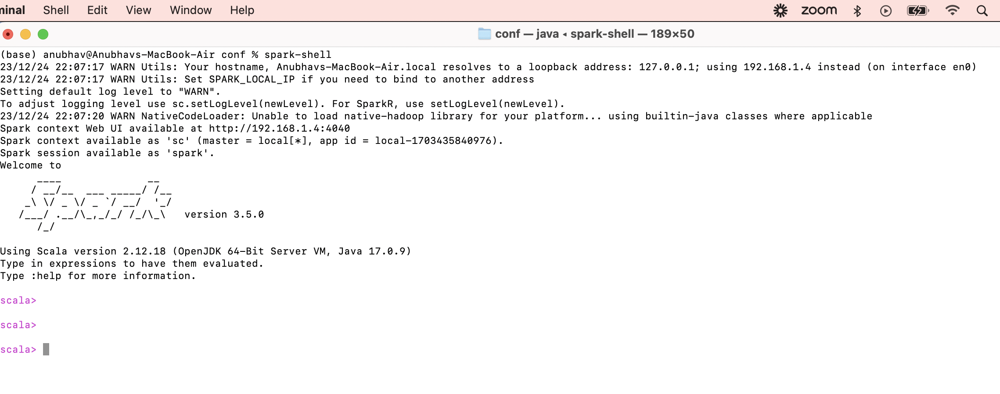 minal Shell Edit View Window Help zoom
conf — java ◂ spark-shell — 189×50
(base) anubhav@Anubhavs-MacBook-Air conf % spark-shell
23/12/24 22:07:17 WARN Utils: Your hostname, Anubhavs-MacBook-Air.local resolves to a loopback address: 127.0.0.1; using 192.168.1.4 instead (on interface en0)
23/12/24 22:07:17 WARN Utils: Set SPARK_LOCAL_IP if you need to bind to another address
Setting default log level to "WARN".
To adjust logging level use sc.setLogLevel(newLevel). For SparkR, use setLogLevel(newLevel).
23/12/24 22:07:20 WARN NativeCodeLoader: Unable to load native-hadoop library for your platform... using builtin-java classes where applicable
Spark context Web UI available at http://192.168.1.4:4040
Spark context available as 'sc' (master = local[*], app id = local-1703435840976).
Spark session available as 'spark'.
Welcome to
      ____              __
     / __/__  ___ _____/ /__
    _\ \/ _ \/ _ `/ __/  '_/
   /___/ .__/\_,_/_/ /_/\_\   version 3.5.0
      /_/
Using Scala version 2.12.18 (OpenJDK 64-Bit Server VM, Java 17.0.9)
Type in expressions to have them evaluated.
Type :help for more information.
scala>
scala>
scala>